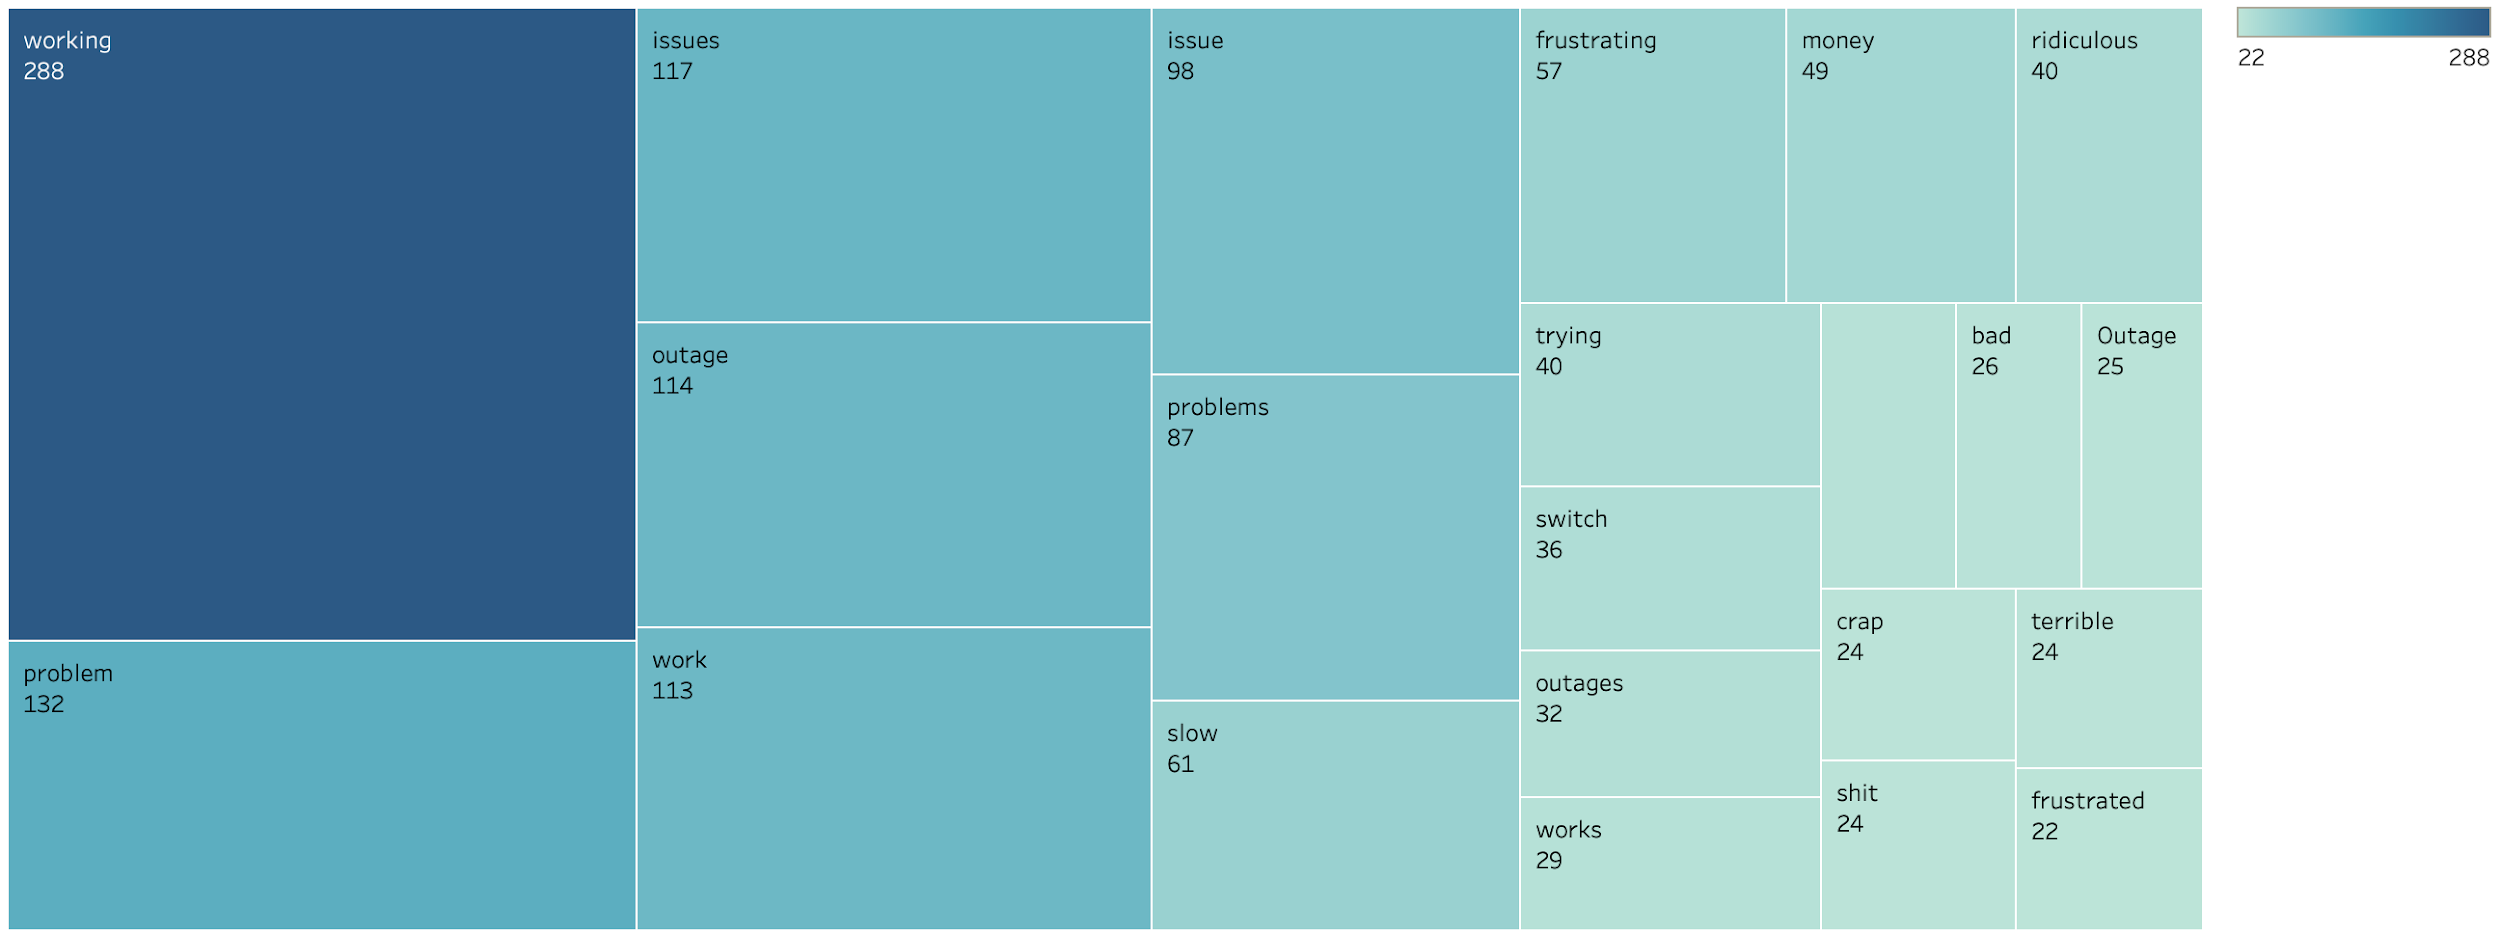 working
288
problem
132
issues
117
outage
114
work
113
issue
98
problems
87
slow
61
frustrating
57
money
49
ridiculous
40
trying
40
switch
36
outages
32
works
29
bad
26
Outage
25
crap
24
shit
24
terrible
24
frustrated
22
22 288